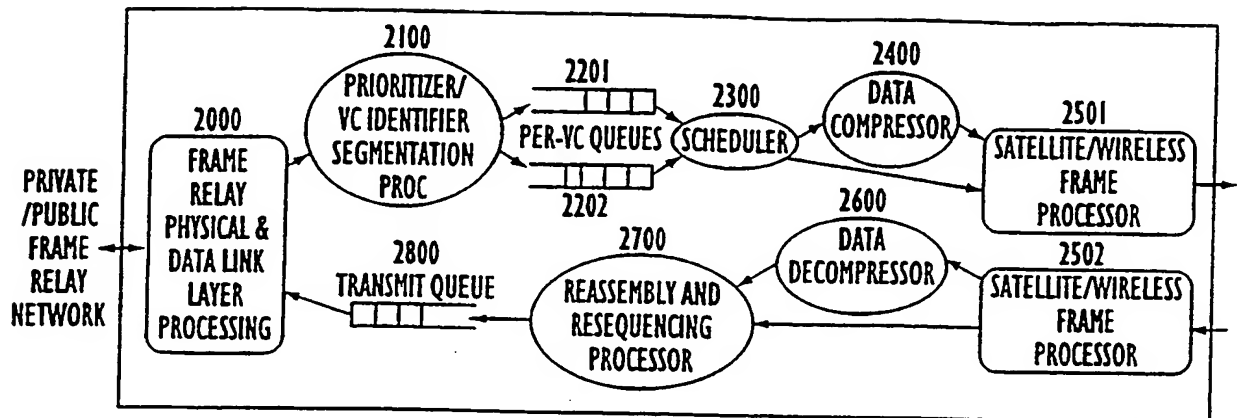 PRIVATE
/PUBLIC
FRAME
RELAY
NETWORK
2000
FRAME
RELAY
PHYSICAL &
DATA LINK
LAYER
PROCESSING
2100
PRIORITIZER/
VC IDENTIFIER
SEGMENTATION
PROC
2201
PER-VC QUEUES
2202
2300
SCHEDULER
2400
DATA
COMPRESSOR
2501
SATELLITE/WIRELESS
FRAME
PROCESSOR
2502
SATELLITE/WIRELESS
FRAME
PROCESSOR
2600
DATA
DECOMPRESSOR
2700
REASSEMBLY AND
RESEQUENCING
PROCESSOR
2800
TRANSMIT QUEUE